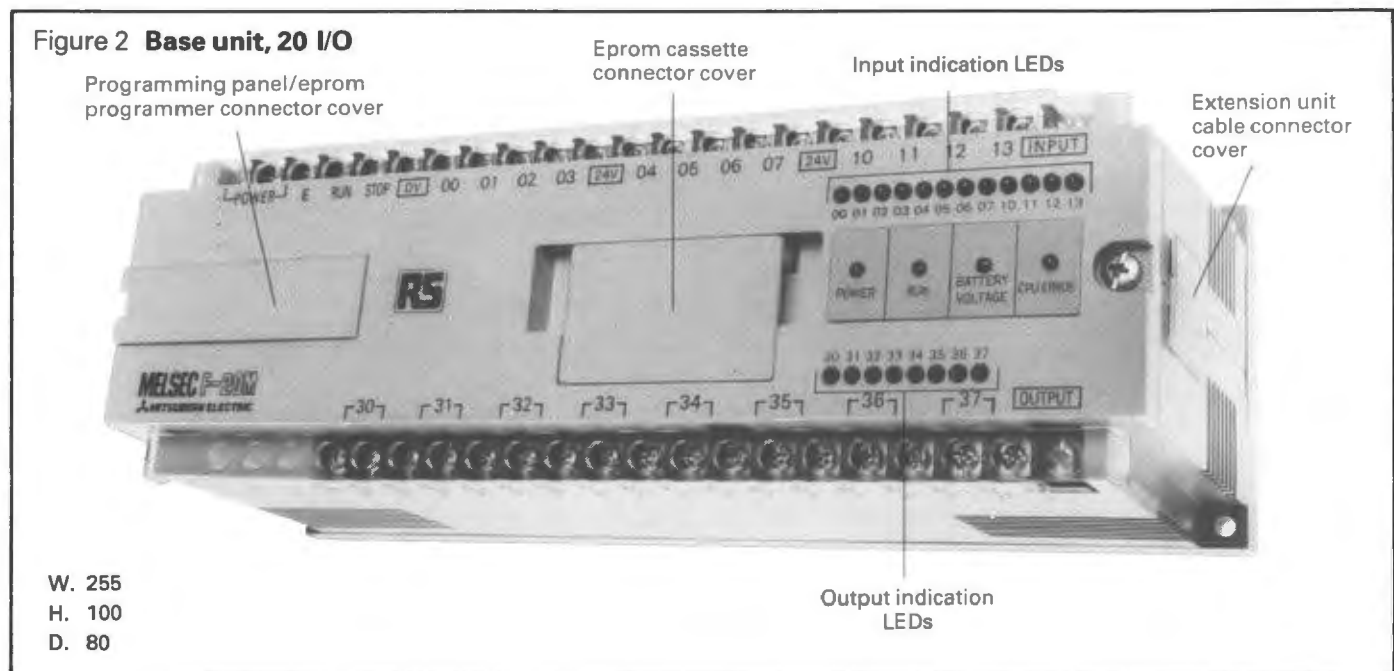 Figure 2 Base unit, 20 I/O
Programming panel/eprom
programmer connector cover
Eprom cassette
connector cover
Input indication LEDs
Extension unit
cable connector
cover
POWER E RUN STOP 0V 00 01 02 03 24V 04 05 06 07 24V 10 11 12 13 INPUT
00 01 02 03 04 05 06 07 10 11 12 13
POWER
RUN
BATTERY
VOLTAGE
CPU ERROR
RS
30 31 32 33 34 35 36 37
MELSEC F-20M
MITSUBISHI ELECTRIC
30 31 32 33 34 35 36 37 OUTPUT
W. 255
H. 100
D. 80
Output indication
LEDs